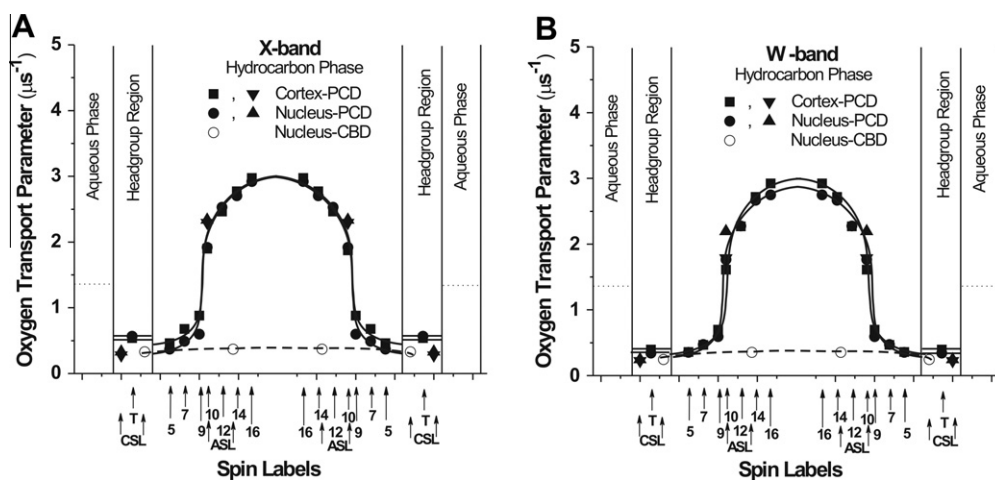 A
X-band
Hydrocarbon Phase
■ , ▼ Cortex-PCD
● , ▲ Nucleus-PCD
○ Nucleus-CBD
Aqueous Phase
Headgroup Region
Headgroup Region
Aqueous Phase
Oxygen Transport Parameter (μs⁻¹)
5
4
3
2
1
0
T
CSL
5
7
9
10
12
ASL
14
16
16
14
12
ASL
10
9
7
5
T
CSL
Spin Labels
B
W-band
Hydrocarbon Phase
■ , ▼ Cortex-PCD
● , ▲ Nucleus-PCD
○ Nucleus-CBD
Aqueous Phase
Headgroup Region
Headgroup Region
Aqueous Phase
Oxygen Transport Parameter (μs⁻¹)
5
4
3
2
1
0
T
CSL
5
7
9
10
12
ASL
14
16
16
14
12
ASL
10
9
7
5
T
CSL
Spin Labels